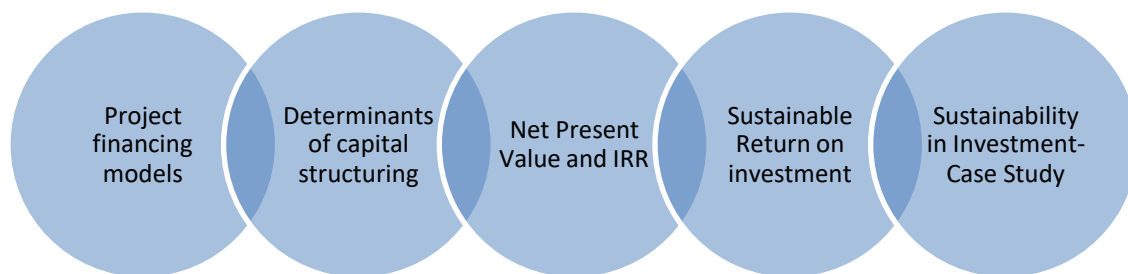 Project
financing
models
Determinants
of capital
structuring
Net Present
Value and IRR
Sustainable
Return on
investment
Sustainability
in Investment-
Case Study